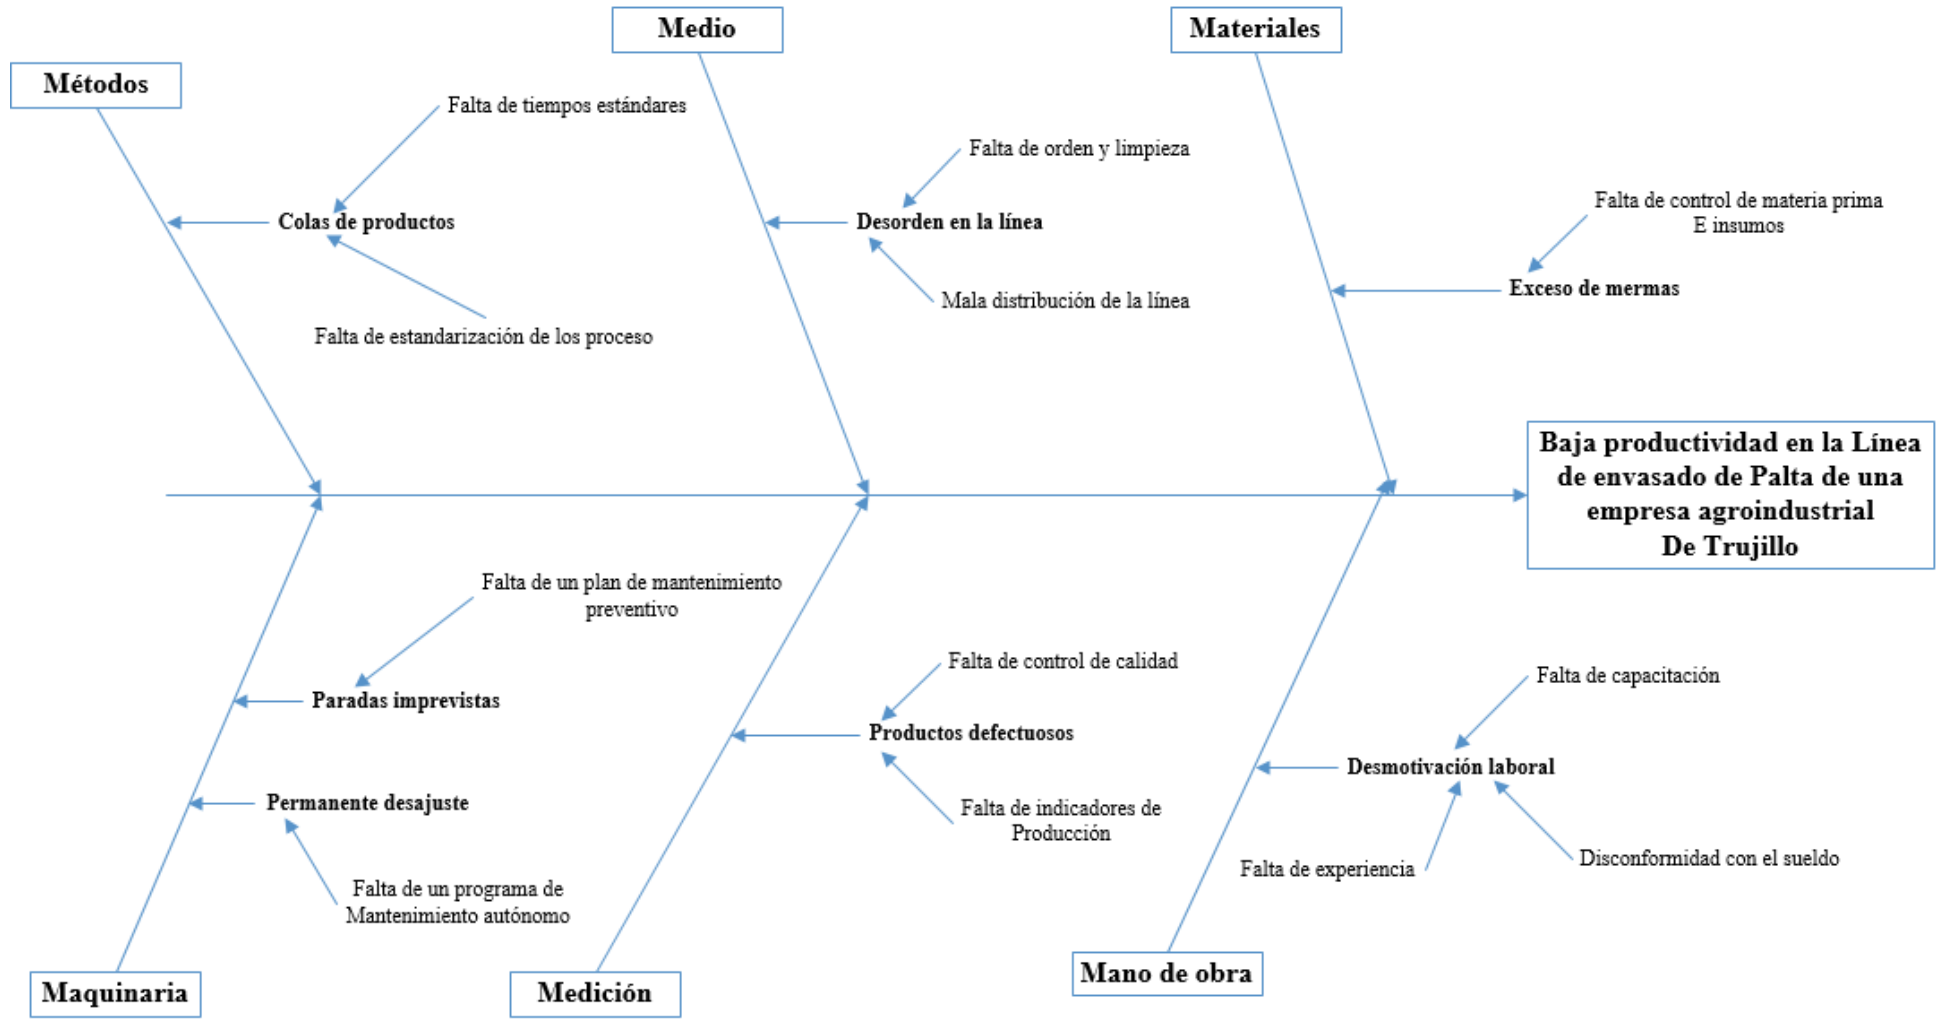 Medio
Materiales
Métodos
Falta de tiempos estándares
Falta de orden y limpieza
Falta de control de materia prima
E insumos
Colas de productos
Desorden en la línea
Exceso de mermas
Mala distribución de la línea
Falta de estandarización de los proceso
Baja productividad en la Línea
de envasado de Palta de una
empresa agroindustrial
De Trujillo
Falta de un plan de mantenimiento
preventivo
Falta de control de calidad
Falta de capacitación
Paradas imprevistas
Productos defectuosos
Desmotivación laboral
Permanente desajuste
Falta de indicadores de
Producción
Falta de experiencia
Disconformidad con el sueldo
Falta de un programa de
Mantenimiento autónomo
Maquinaria
Medición
Mano de obra